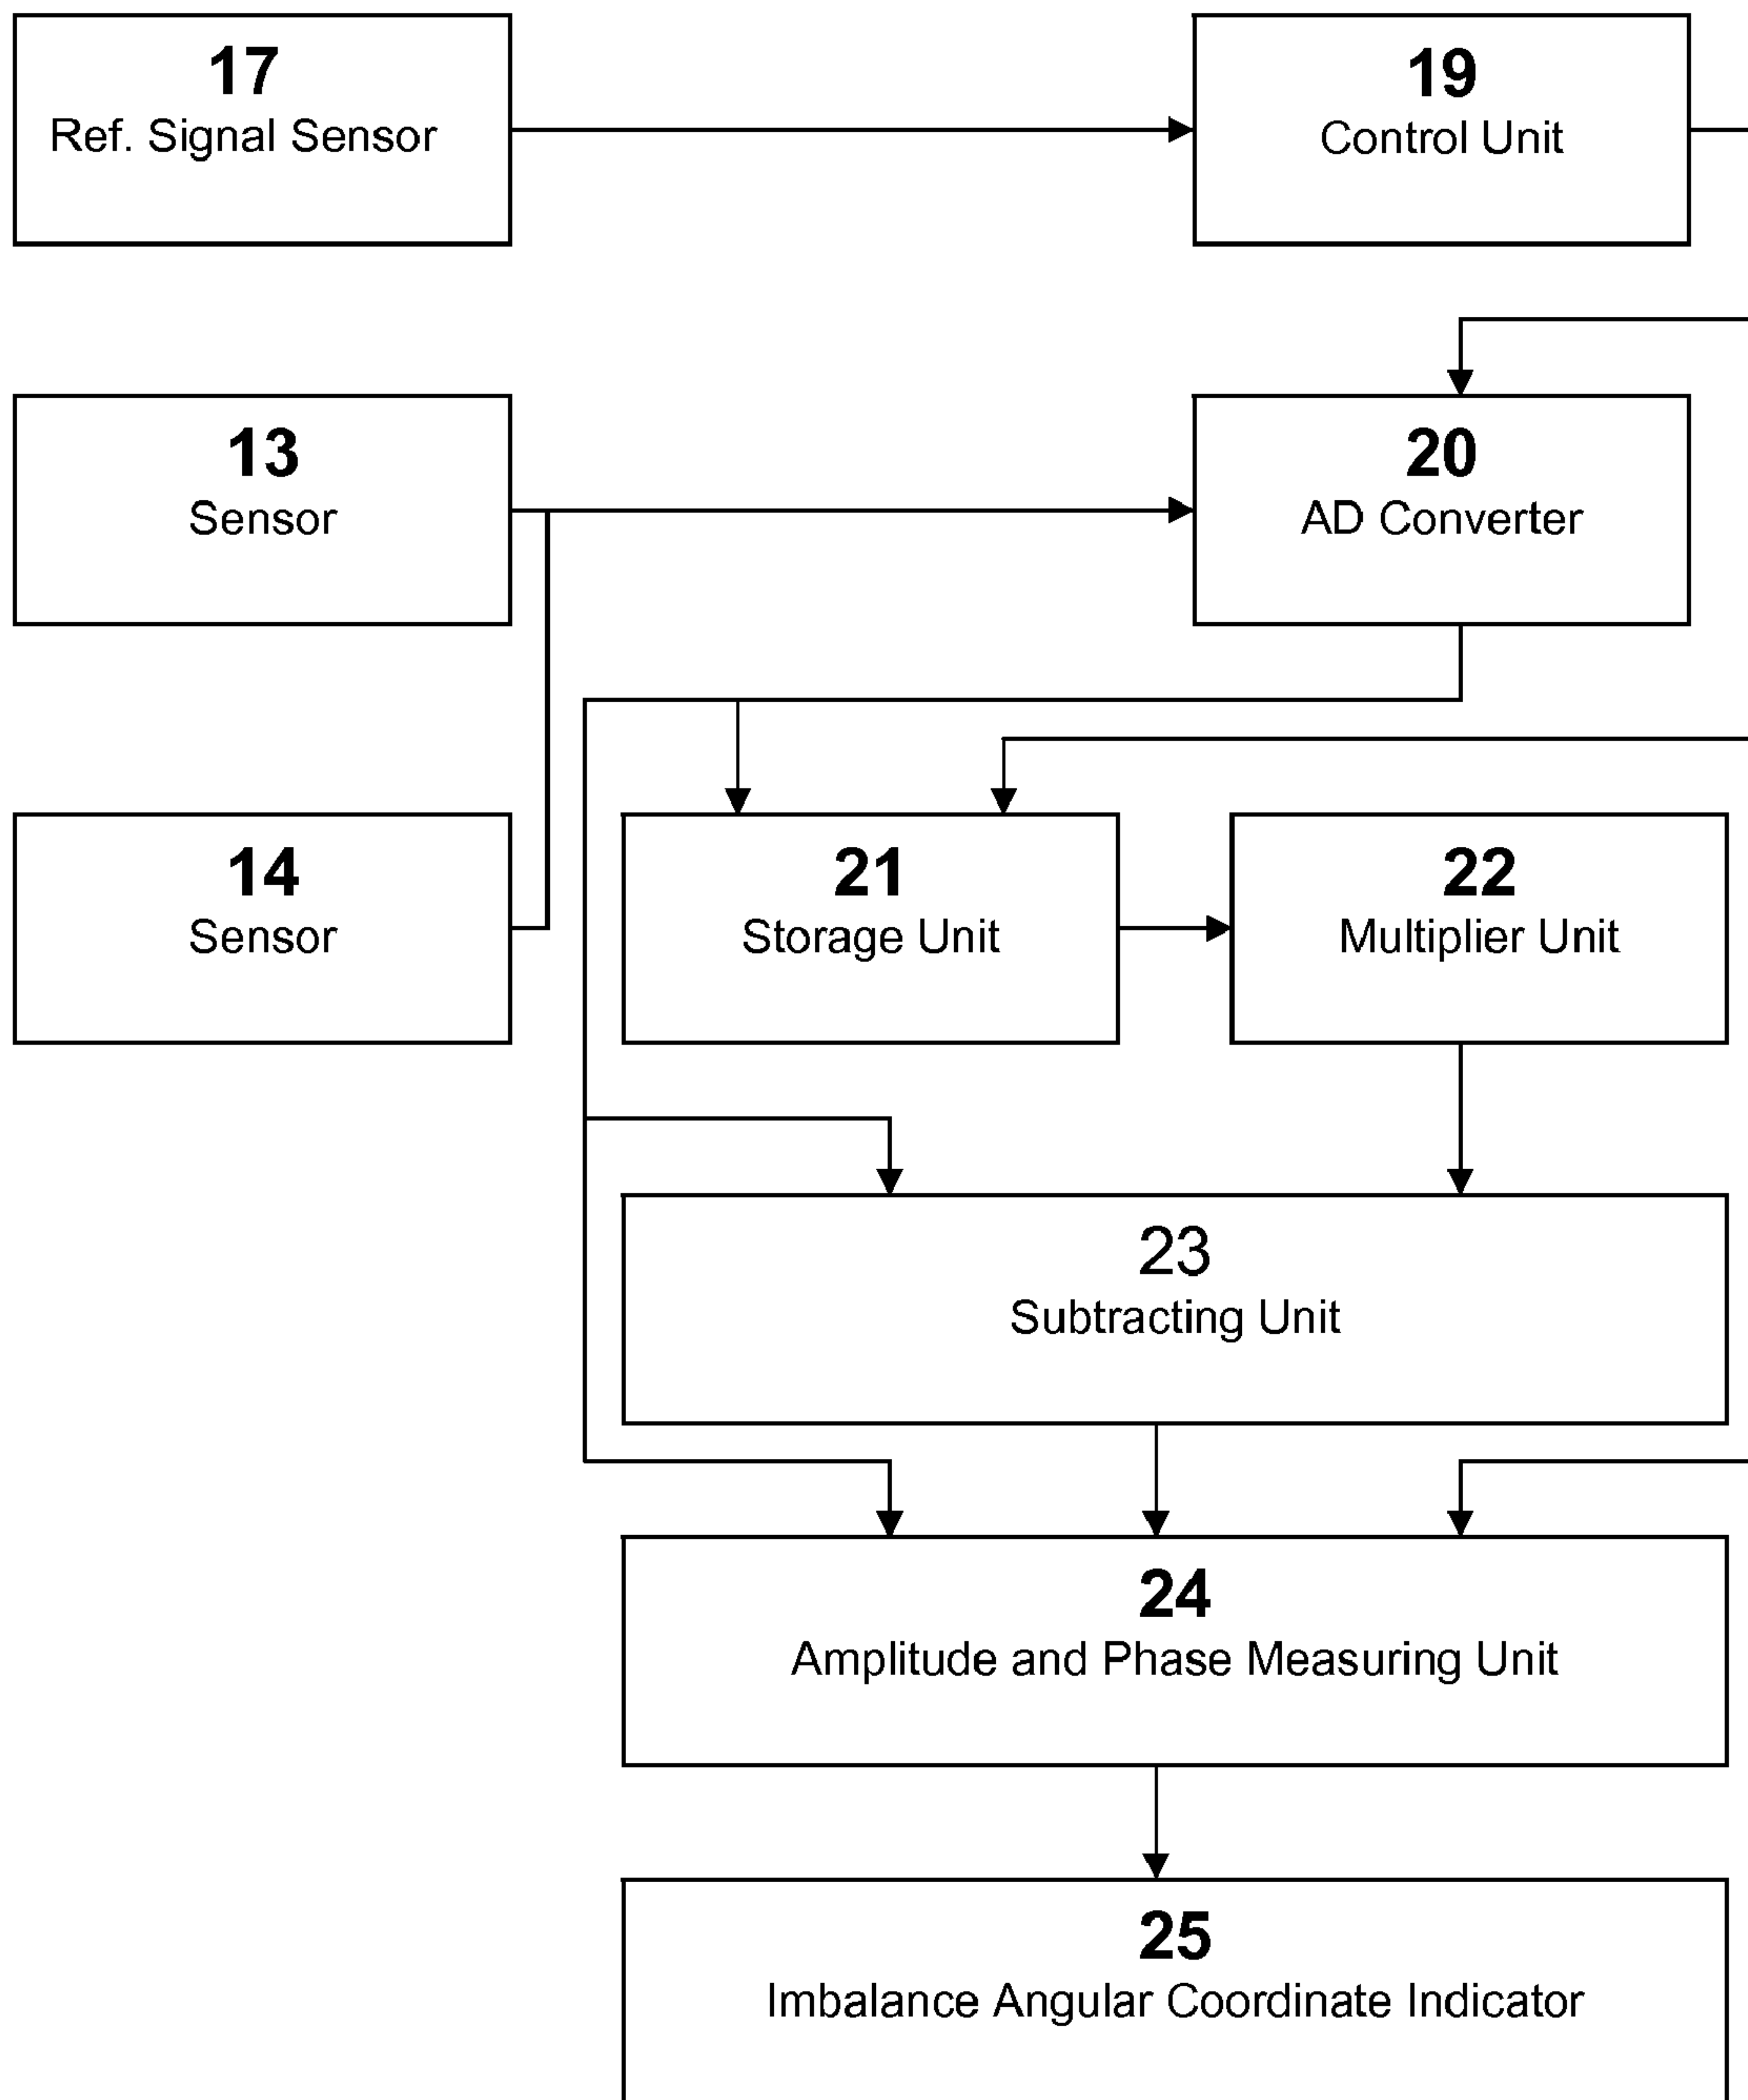 17
Ref. Signal Sensor
19
Control Unit
13
Sensor
20
AD Converter
14
Sensor
21
Storage Unit
22
Multiplier Unit
23
Subtracting Unit
24
Amplitude and Phase Measuring Unit
25
Imbalance Angular Coordinate Indicator